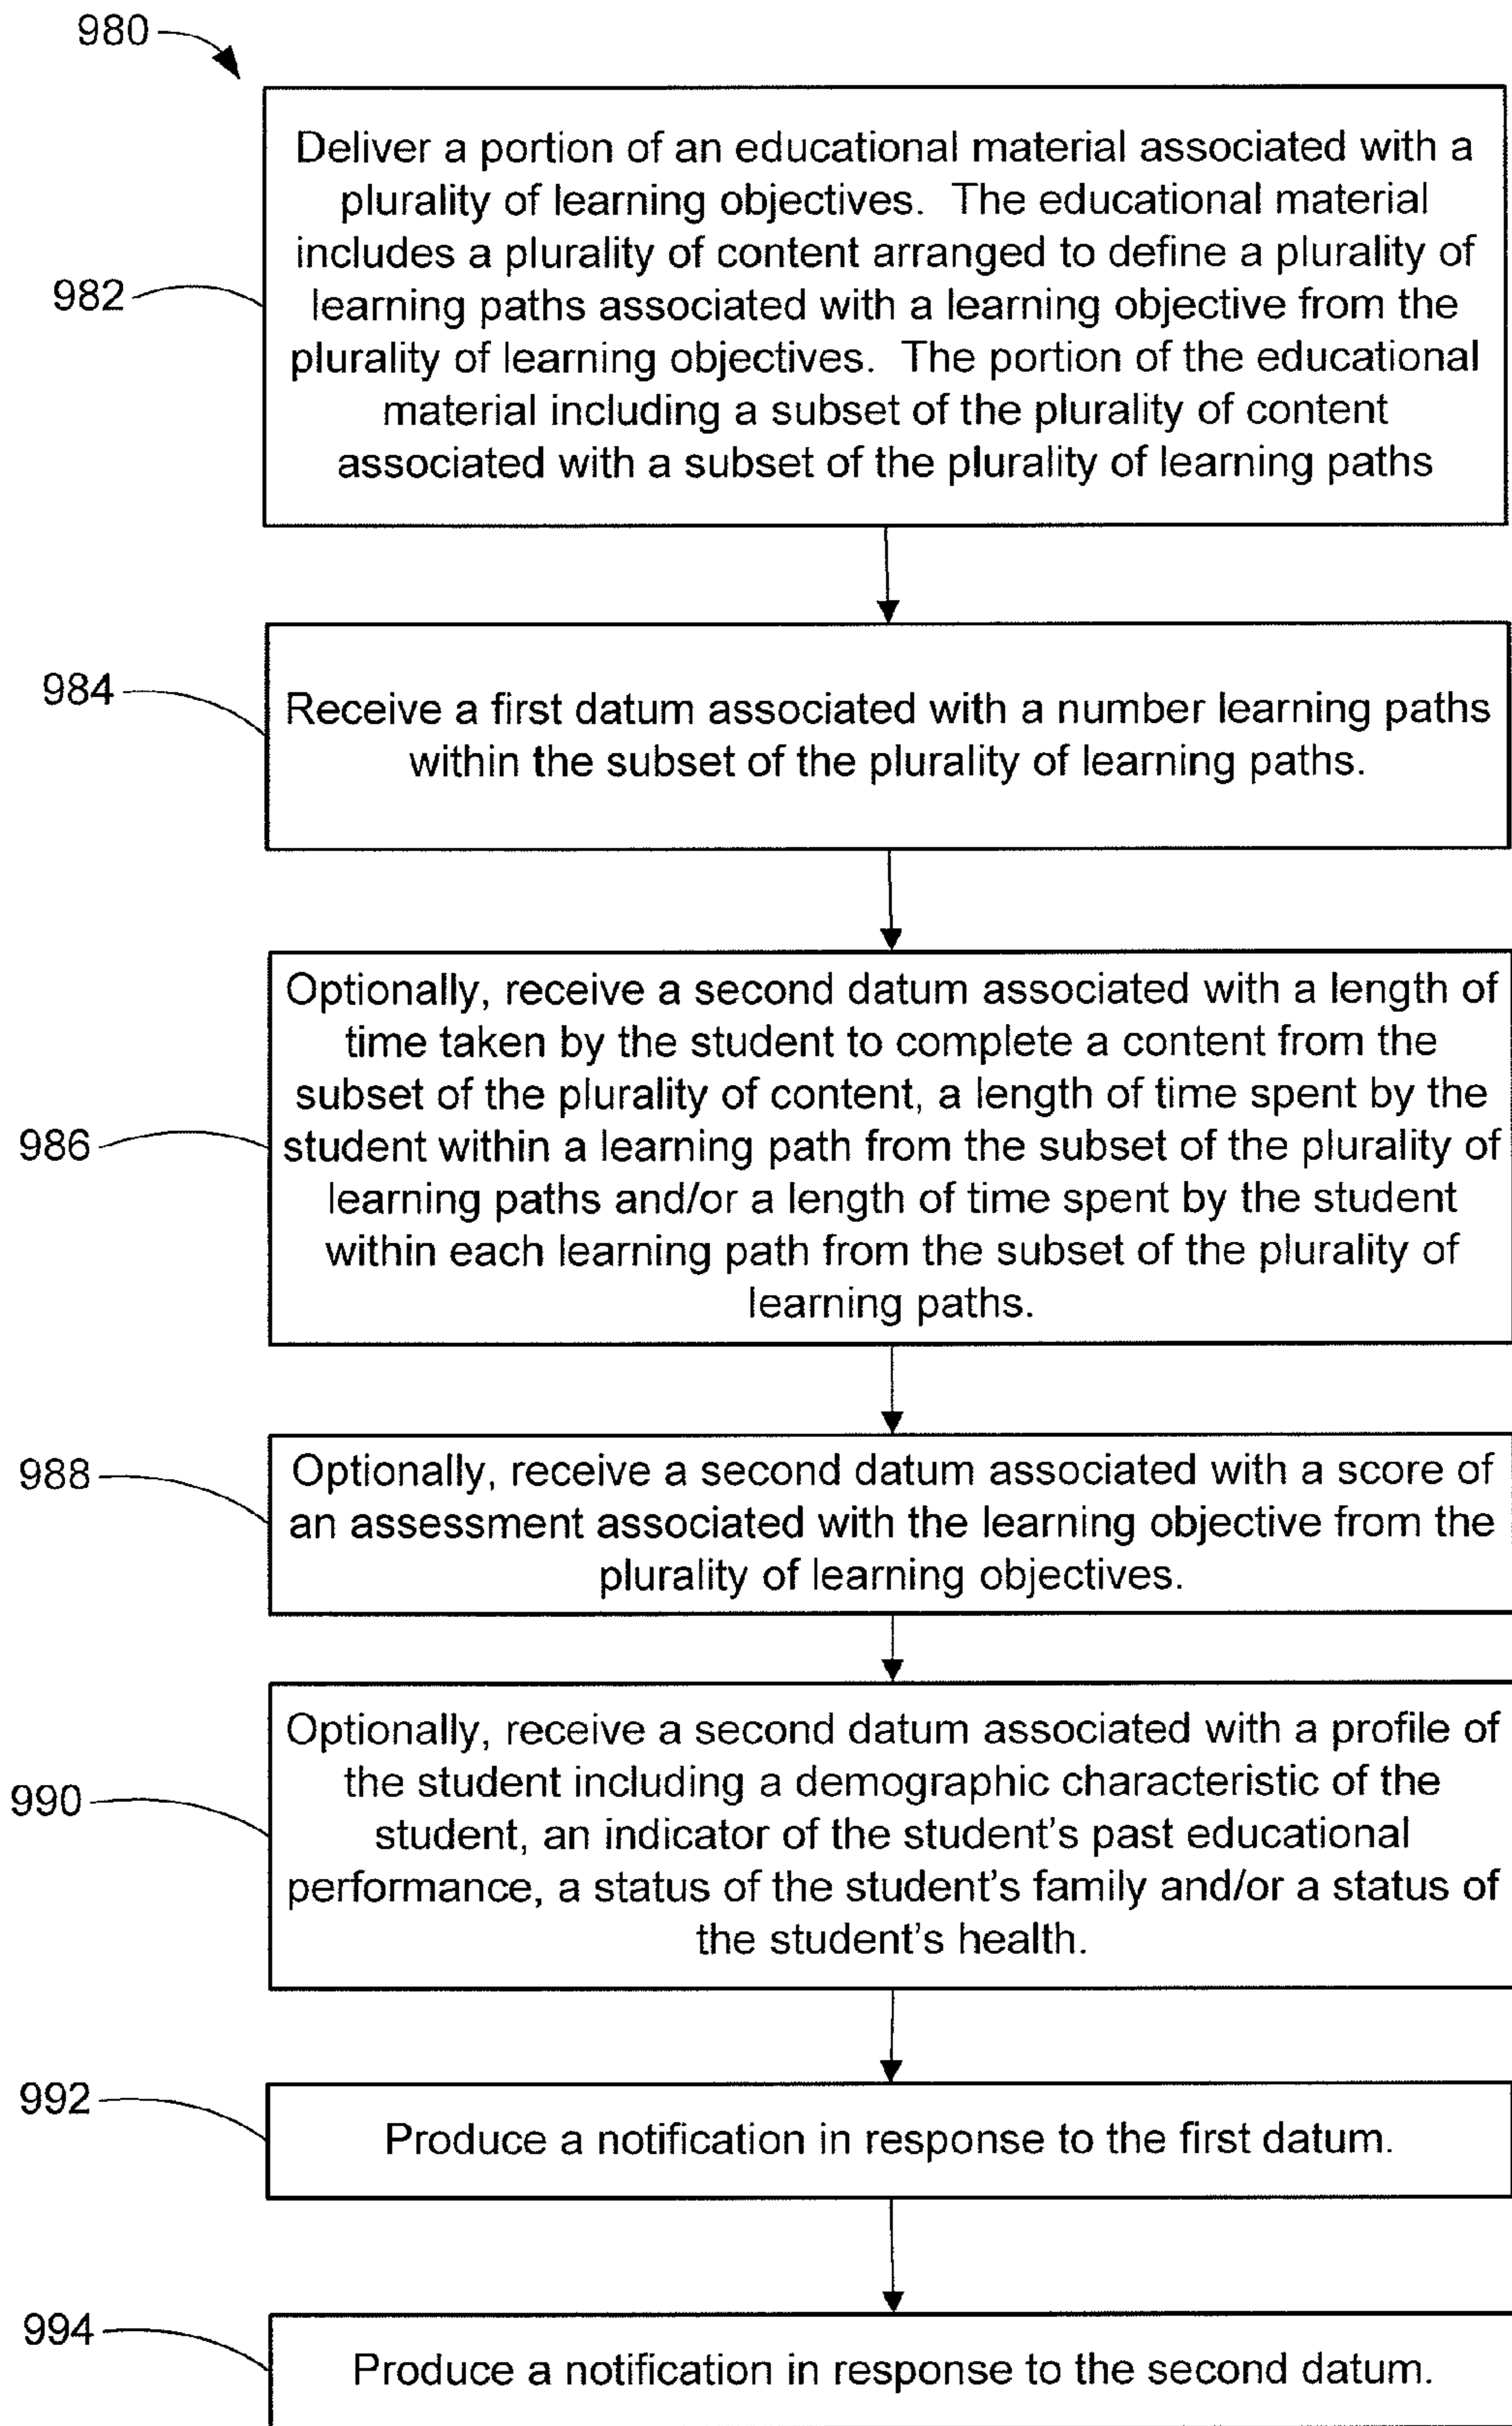 980
Deliver a portion of an educational material associated with a
plurality of learning objectives. The educational material
includes a plurality of content arranged to define a plurality of
982
learning paths associated with a learning objective from the
plurality of learning objectives. The portion of the educational
material including a subset of the plurality of content
associated with a subset of the plurality of learning paths
984
Receive a first datum associated with a number learning paths
within the subset of the plurality of learning paths.
Optionally, receive a second datum associated with a length of
time taken by the student to complete a content from the
subset of the plurality of content, a length of time spent by the
986
student within a learning path from the subset of the plurality of
learning paths and/or a length of time spent by the student
within each learning path from the subset of the plurality of
learning paths.
988
Optionally, receive a second datum associated with a score of
an assessment associated with the learning objective from the
plurality of learning objectives.
Optionally, receive a second datum associated with a profile of
the student including a demographic characteristic of the
990
student, an indicator of the student's past educational
performance, a status of the student's family and/or a status of
the student's health.
992
Produce a notification in response to the first datum.
994
Produce a notification in response to the second datum.